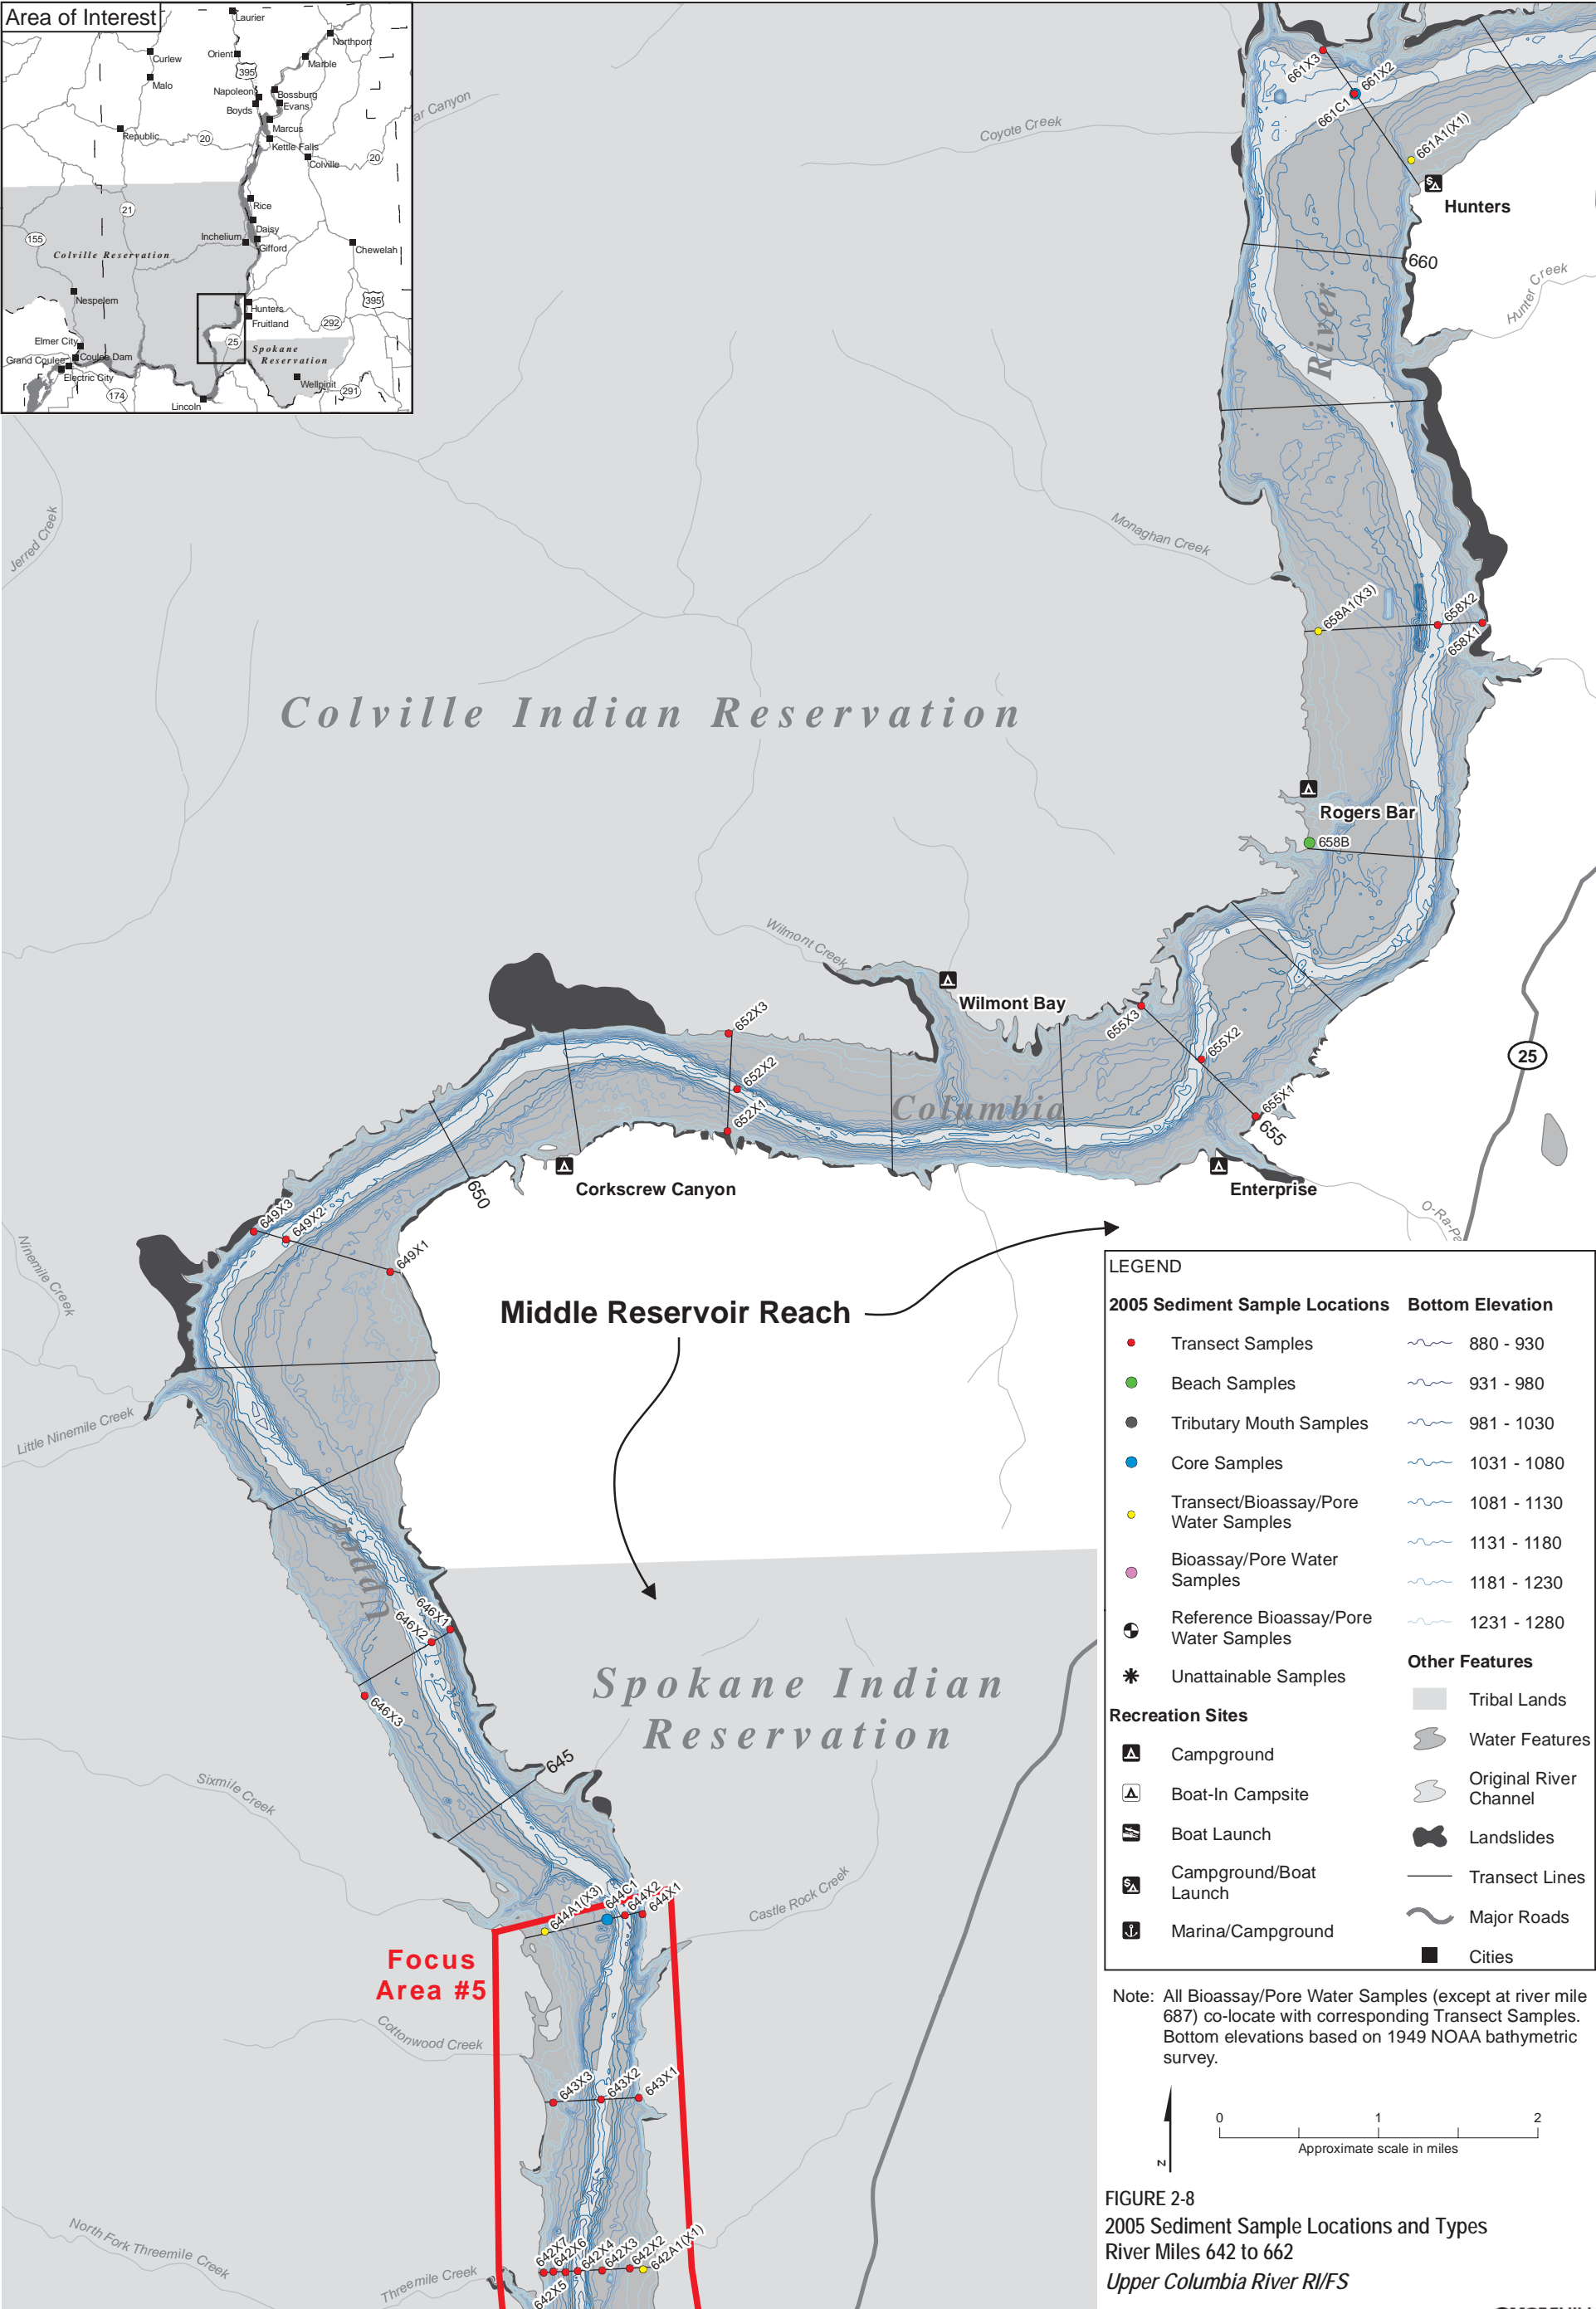 Area of Interest
Laurier
Northport
Curlew
Orient
395
Marble
Malo
Napoleon
Bossburg
Boyds
Evans
Marcus
Republic
20
Kettle Falls
Colville
20
Rice
21
Daisy
Inchelium
Gifford
155
Chewelah
Colville Reservation
Nespelem
395
Hunters
Fruitland
292
25
Elmer City
Spokane
Reservation
Grand Coulee
Coulee Dam
Electric City
Wellpinit
174
291
Lincoln
ar Canyon
Coyote Creek
661X3
661X2
661C1
661A1(X1)
Hunters
660
Hunter Creek
River
Jerred Creek
Monaghan Creek
658A1(X3)
658X2
658X1
Colville Indian Reservation
Rogers Bar
658B
Wilmont Creek
Wilmont Bay
655X3
655X2
655X1
655
25
652X3
652X2
652X1
Columbia
Corkscrew Canyon
Enterprise
650
O-Ra-Pa
649X3
649X2
649X1
Ninemile Creek
Middle Reservoir Reach
Little Ninemile Creek
Upper
646X1
646X2
646X3
Spokane Indian
Reservation
645
Sixmile Creek
644A1(X3)
644C1
644X2
644X1
Castle Rock Creek
Focus
Area #5
Cottonwood Creek
643X3
643X2
643X1
North Fork Threemile Creek
Threemile Creek
642X7
642X6
642X5
642X4
642X3
642X2
642A1(X1)
LEGEND
2005 Sediment Sample Locations
Transect Samples
Beach Samples
Tributary Mouth Samples
Core Samples
Transect/Bioassay/Pore
Water Samples
Bioassay/Pore Water
Samples
Reference Bioassay/Pore
Water Samples
Unattainable Samples
Recreation Sites
Campground
Boat-In Campsite
Boat Launch
Campground/Boat
Launch
Marina/Campground
Bottom Elevation
880 - 930
931 - 980
981 - 1030
1031 - 1080
1081 - 1130
1131 - 1180
1181 - 1230
1231 - 1280
Other Features
Tribal Lands
Water Features
Original River
Channel
Landslides
Transect Lines
Major Roads
Cities
Note: All Bioassay/Pore Water Samples (except at river mile
687) co-locate with corresponding Transect Samples.
Bottom elevations based on 1949 NOAA bathymetric
survey.
N
0 1 2
Approximate scale in miles
FIGURE 2-8
2005 Sediment Sample Locations and Types
River Miles 642 to 662
Upper Columbia River RI/FS